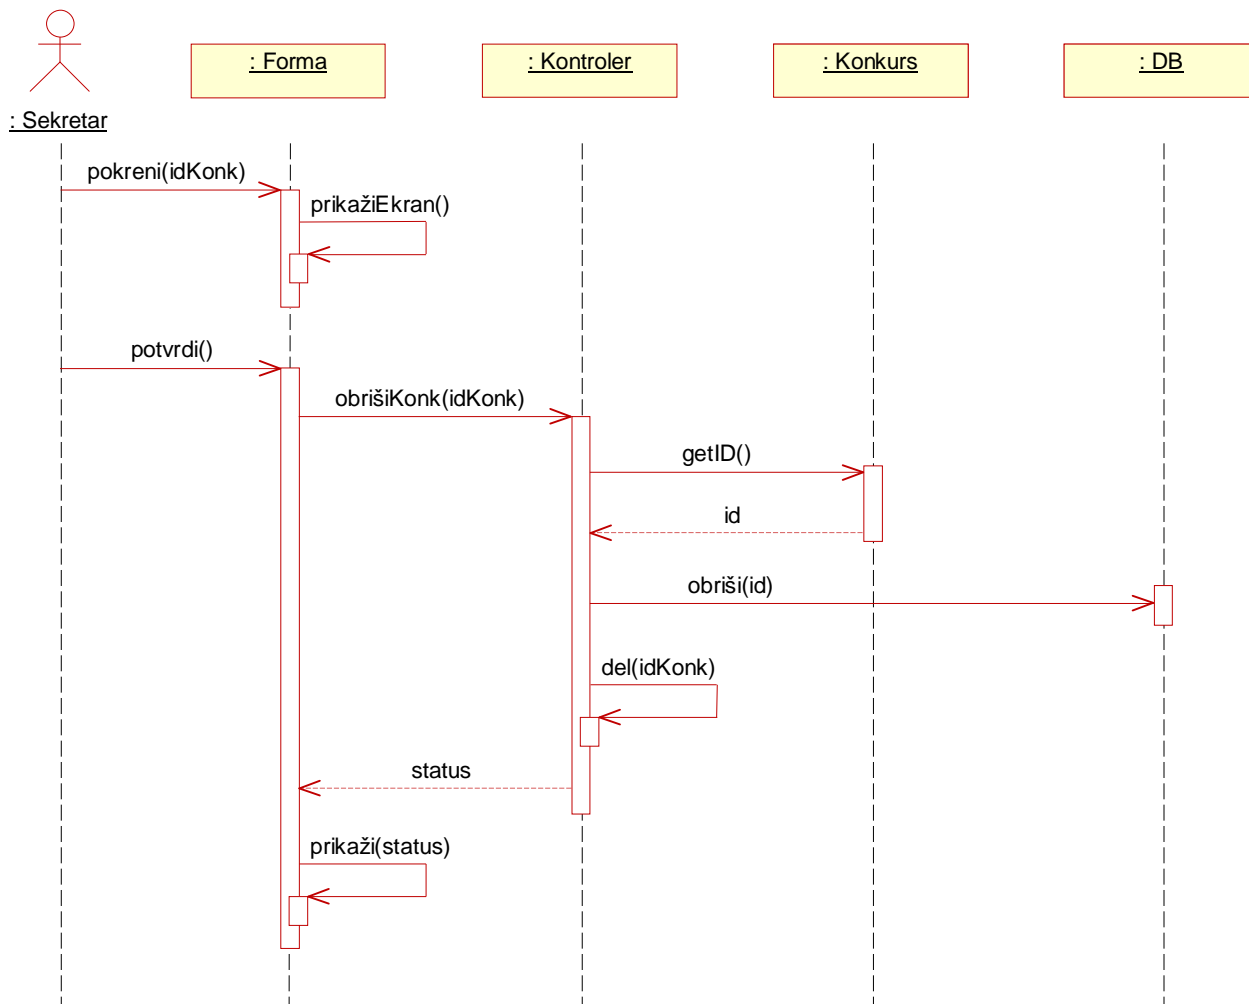 : Forma
: Kontroler
: Konkurs
: DB
: Sekretar
pokreni(idKonk)
prikažiEkran()
potvrdi()
obrišiKonk(idKonk)
getID()
id
obriši(id)
del(idKonk)
status
prikaži(status)